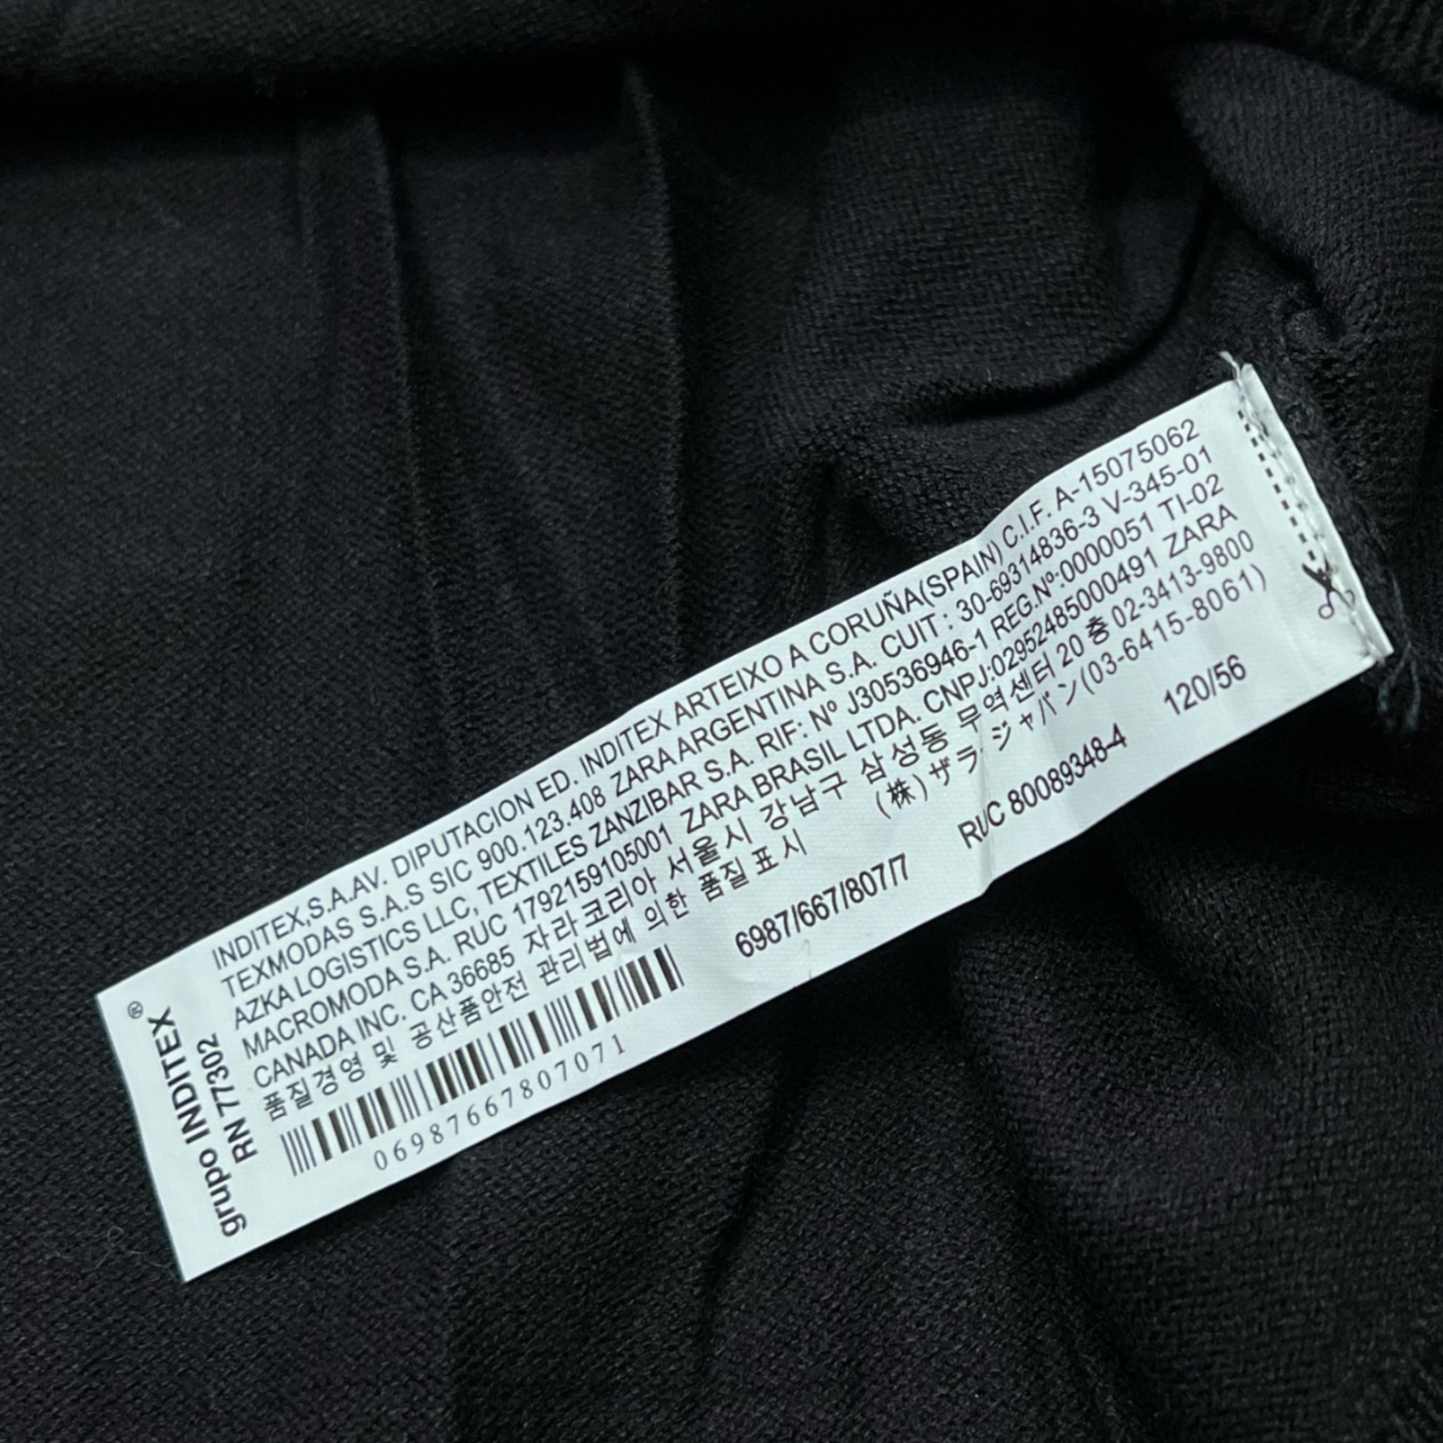 grupo INDITEX®
RN 77302
INDITEX,S.A.AV. DIPUTACION ED. INDITEX ARTEIXO A CORUÑA(SPAIN) C.I.F. A-15075062
TEXMODAS S.A.S SIC 900.123.408 ZARA ARGENTINA S.A. CUIT : 30-69314836-3 V-345-01
AZKA LOGISTICS LLC, TEXTILES ZANZIBAR S.A. RIF: Nº J30536946-1 REG.Nº:0000051 TI-02
MACROMODA S.A. RUC 1792159105001 ZARA BRASIL LTDA. CNPJ:02952485000491 ZARA
CANADA INC. CA 36685 자라코리아 서울시 강남구 삼성동 무역센터 20 층 02-3413-9800
품질경영 및 공산품안전 관리법에 의한 품질 표시 (株)ザラ ジャパン(03-6415-8061)
06987667807071
6987/667/807/7
RUC 80089348-4
120/56